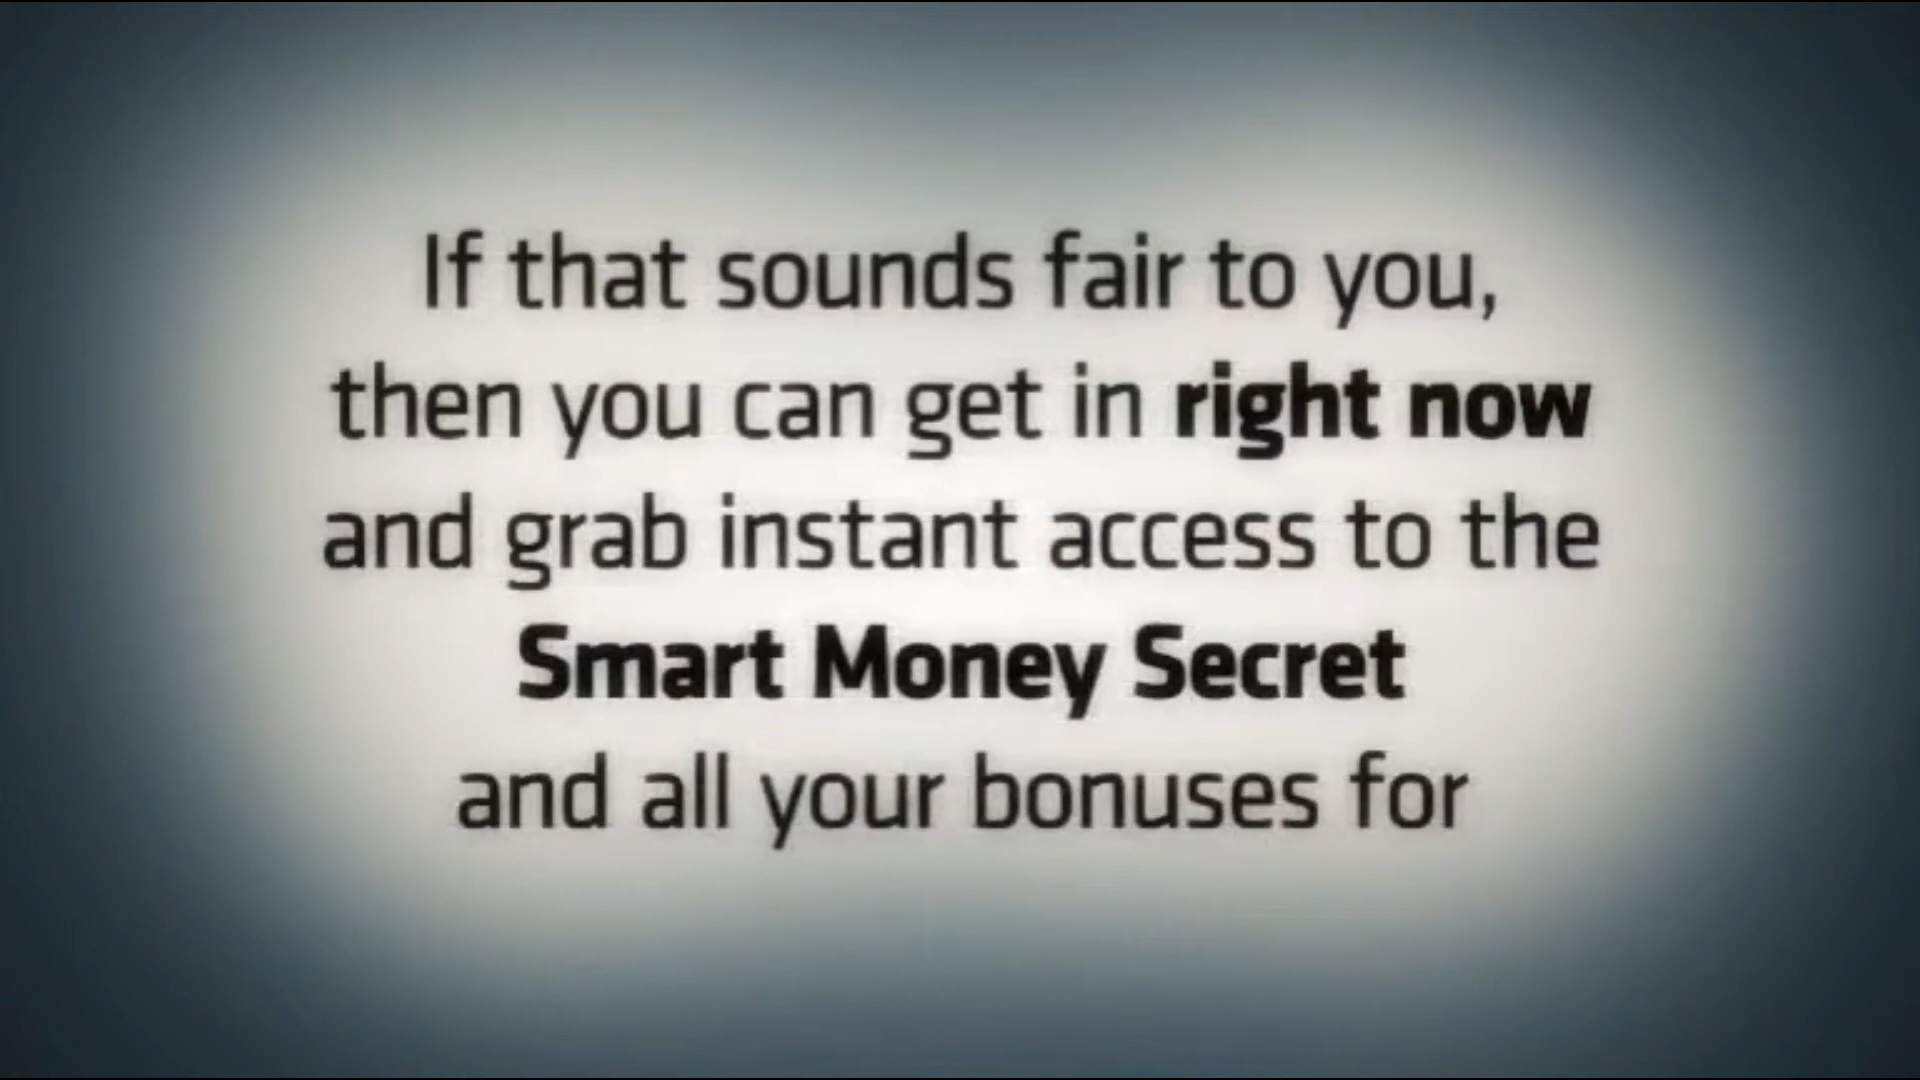 If that sounds fair to you,
then you can get in right now
and grab instant access to the
Smart Money Secret
and all your bonuses for